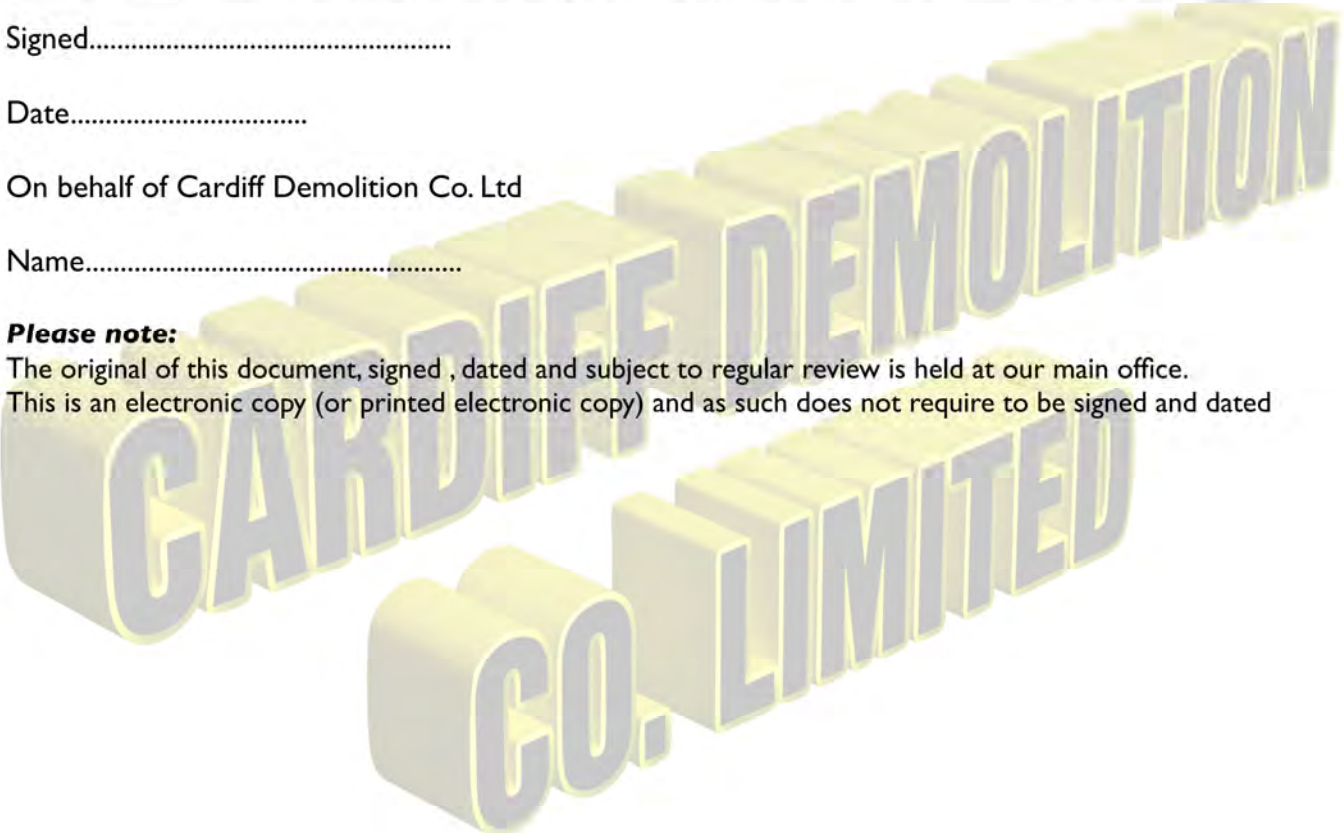 Signed....................................................
Date..................................
On behalf of Cardiff Demolition Co. Ltd
Name......................................................
Please note:
The original of this document, signed , dated and subject to regular review is held at our main office.
This is an electronic copy (or printed electronic copy) and as such does not require to be signed and dated
CARDIFF DEMOLITION
CO. LIMITED